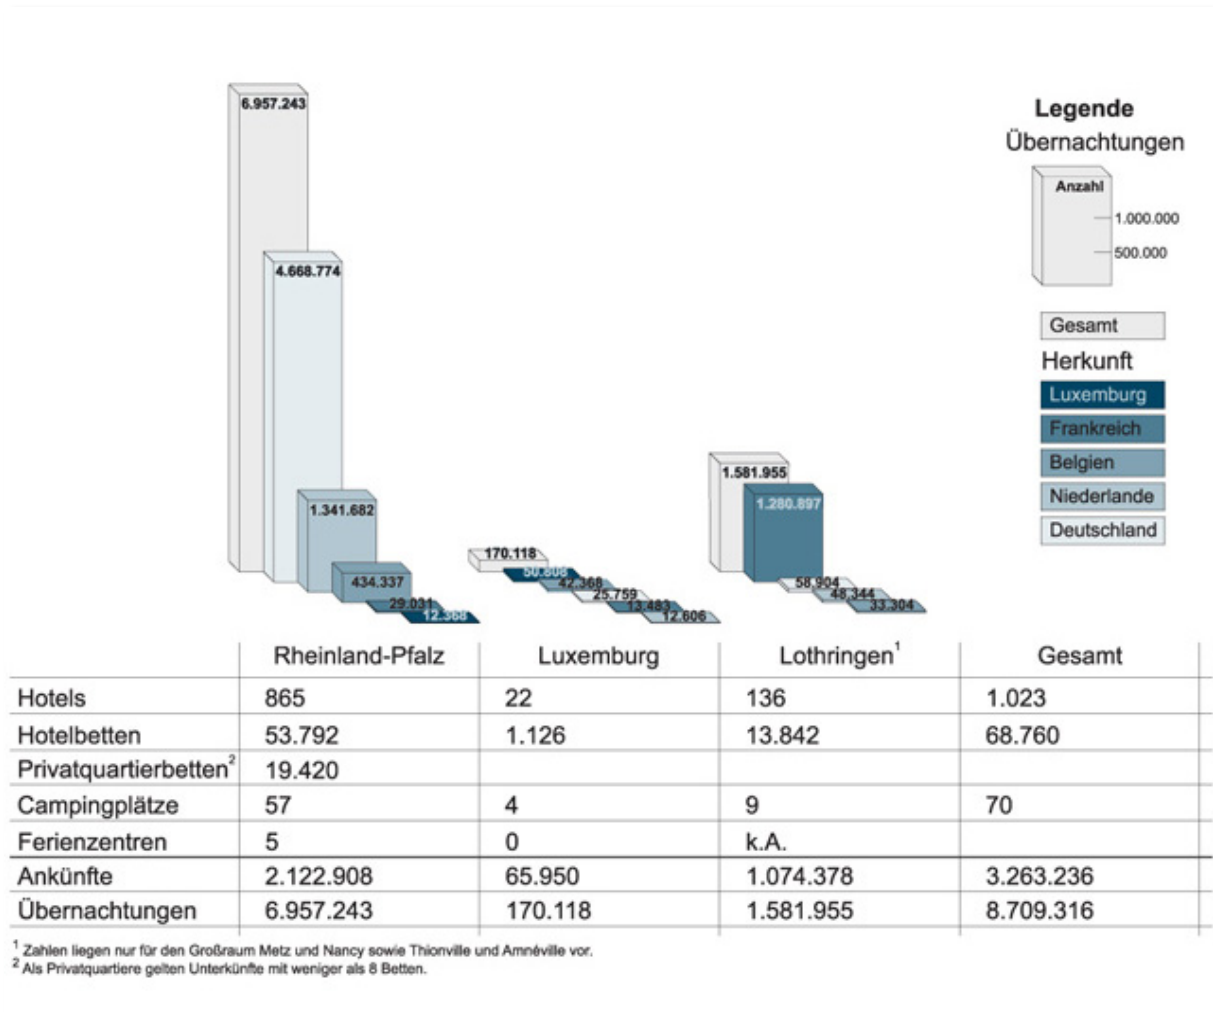 6.957.243
4.668.774
1.341.682
434.337
29.031
12.368
170.118
50.808
42.368
25.759
13.483
12.606
1.581.955
1.280.897
58.904
48.344
33.304
Legende
Übernachtungen
Anzahl
1.000.000
500.000
Gesamt
Herkunft
Luxemburg
Frankreich
Belgien
Niederlande
Deutschland
Rheinland-Pfalz Luxemburg Lothringen¹ Gesamt
Hotels 865 22 136 1.023
Hotelbetten 53.792 1.126 13.842 68.760
Privatquartierbetten² 19.420
Campingplätze 57 4 9 70
Ferienzentren 5 0 k.A.
Ankünfte 2.122.908 65.950 1.074.378 3.263.236
Übernachtungen 6.957.243 170.118 1.581.955 8.709.316
¹ Zahlen liegen nur für den Großraum Metz und Nancy sowie Thionville und Amnéville vor.
² Als Privatquartiere gelten Unterkünfte mit weniger als 8 Betten.